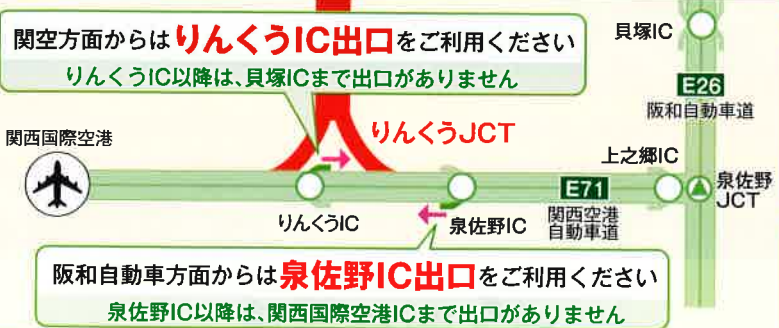 関空方面からはりんくうIC出口をご利用ください
りんくうIC以降は、貝塚ICまで出口がありません
貝塚IC
E26
阪和自動車道
りんくうJCT
関西国際空港
上之郷IC
泉佐野
JCT
E71
関西空港
自動車道
りんくうIC
泉佐野IC
阪和自動車方面からは泉佐野IC出口をご利用ください
泉佐野IC以降は、関西国際空港ICまで出口がありません